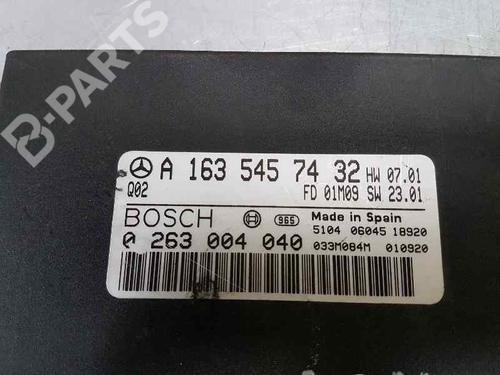 B-PARTS
A 163 545 74 32 HW 07.01
Q02 FD 01M09 SW 23.01
BOSCH 965 Made in Spain
5104 06045 18920
0 263 004 040 033M084M 010920